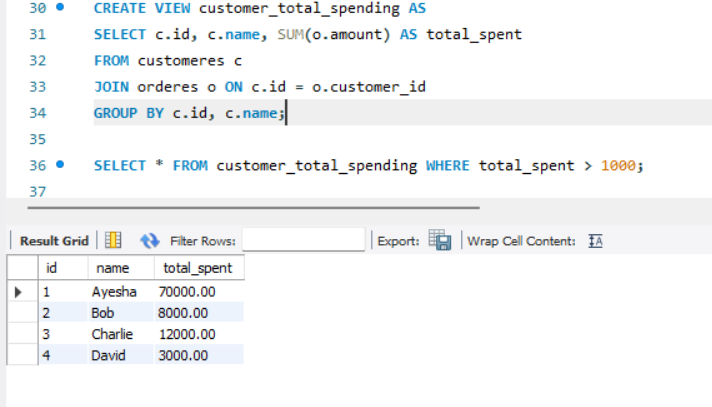 30 CREATE VIEW customer_total_spending AS
31 SELECT c.id, c.name, SUM(o.amount) AS total_spent
32 FROM customeres c
33 JOIN orderes o ON c.id = o.customer_id
34 GROUP BY c.id, c.name;
35
36 SELECT * FROM customer_total_spending WHERE total_spent > 1000;
37
Result Grid Filter Rows: Export: Wrap Cell Content: IA
id name total_spent
1 Ayesha 70000.00
2 Bob 8000.00
3 Charlie 12000.00
4 David 3000.00